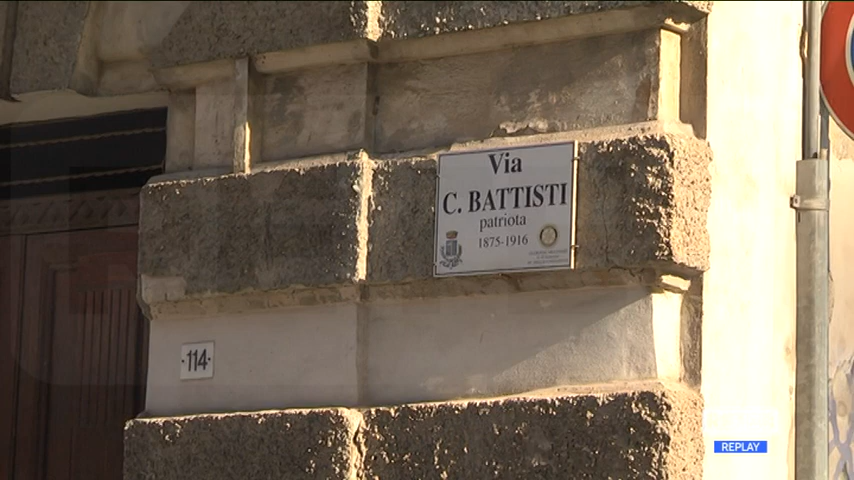 Via
C. BATTISTI
patriota
1875-1916
·114·
REPLAY